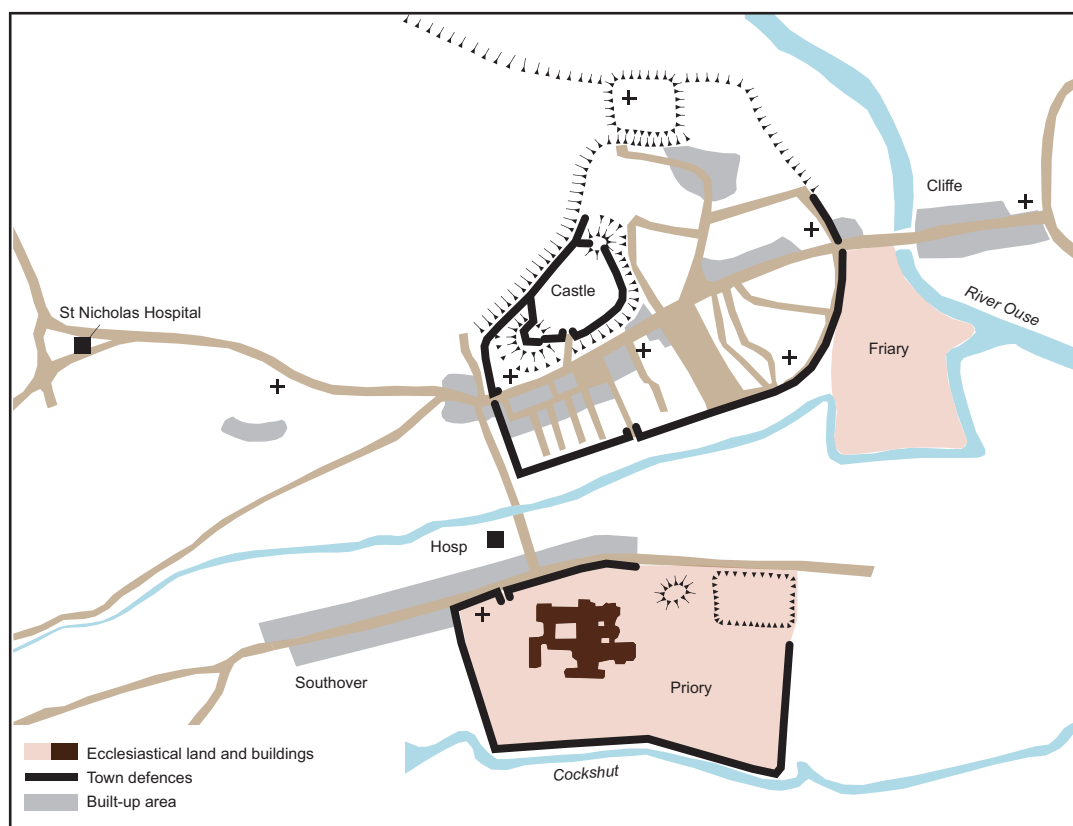 Cliffe
Castle
St Nicholas Hospital
River Ouse
Friary
Hosp
Southover
Priory
Cockshut
Ecclesiastical land and buildings
Town defences
Built-up area